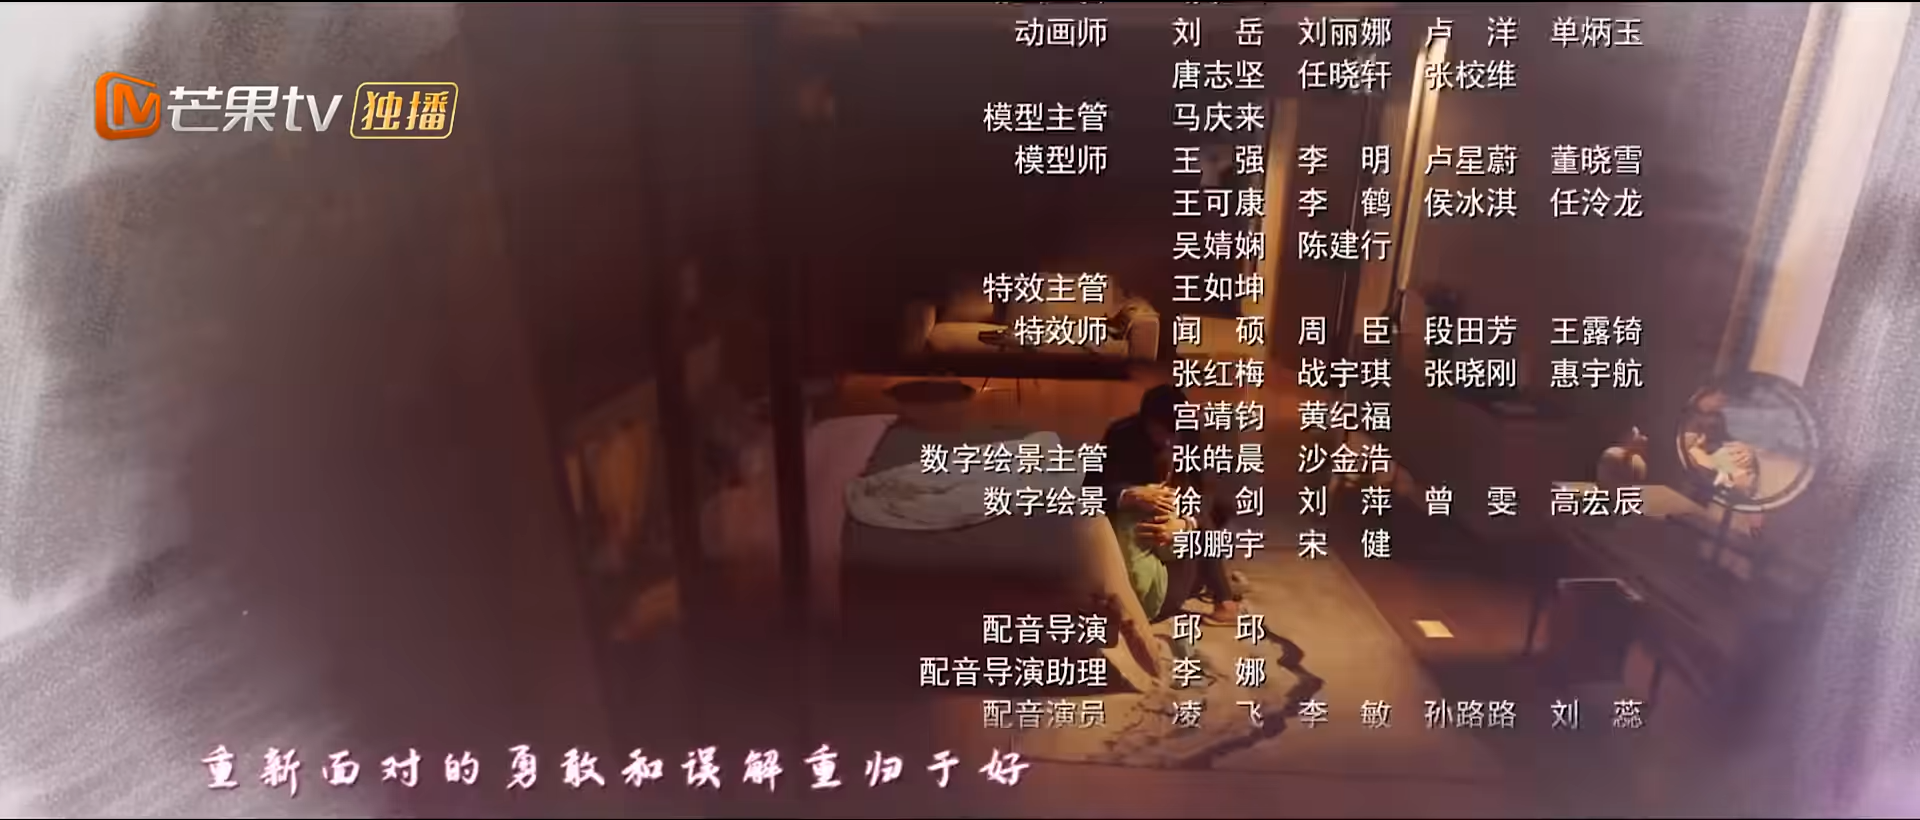 芒果tv 独播
动画师 刘 岳 刘丽娜 卢 洋 单炳玉
唐志坚 任晓轩 张校维
模型主管 马庆来
模型师 王 强 李 明 卢星蔚 董晓雪
王可康 李 鹤 侯冰淇 任泠龙
吴婧娴 陈建行
特效主管 王如坤
特效师 闻 硕 周 臣 段田芳 王露锜
张红梅 战宇琪 张晓刚 惠宇航
宫靖钧 黄纪福
数字绘景主管 张皓晨 沙金浩
数字绘景 徐 剑 刘 萍 曾 雯 高宏辰
郭鹏宇 宋 健
配音导演 邱 邱
配音导演助理 李 娜
配音演员 凌 飞 李 敏 孙路路 刘 蕊
重新面对的勇敢和误解重归于好